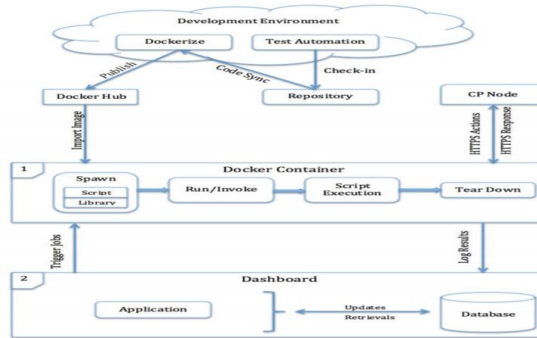 Development Environment
Dockerize
Test Automation
Publish
Code Sync
Check-in
Docker Hub
Repository
CP Node
Import Image
HTTPS Actions
HTTPS Response
1
Docker Container
Spawn
Script
Library
Run/Invoke
Script
Execution
Tear Down
Trigger Jobs
Log Results
2
Dashboard
Application
Updates
Retrievals
Database